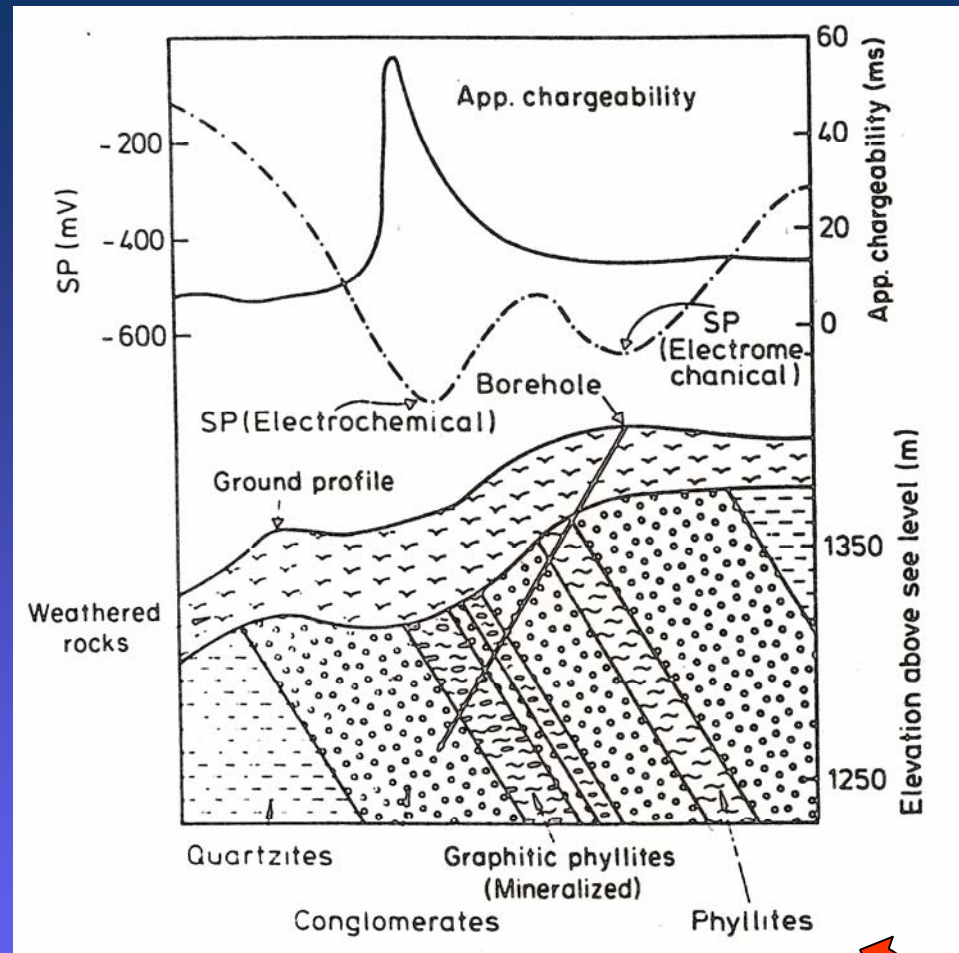 60
App. chargeability
-200
40
-400
20
-600
0
SP (mV)
App. chargeability (ms)
SP
(Electrome-
chanical)
Borehole
SP (Electrochemical)
Ground profile
1350
Weathered
rocks
1250
Elevation above see level (m)
Quartzites
Graphitic phyllites
(Mineralized)
Conglomerates
Phyllites